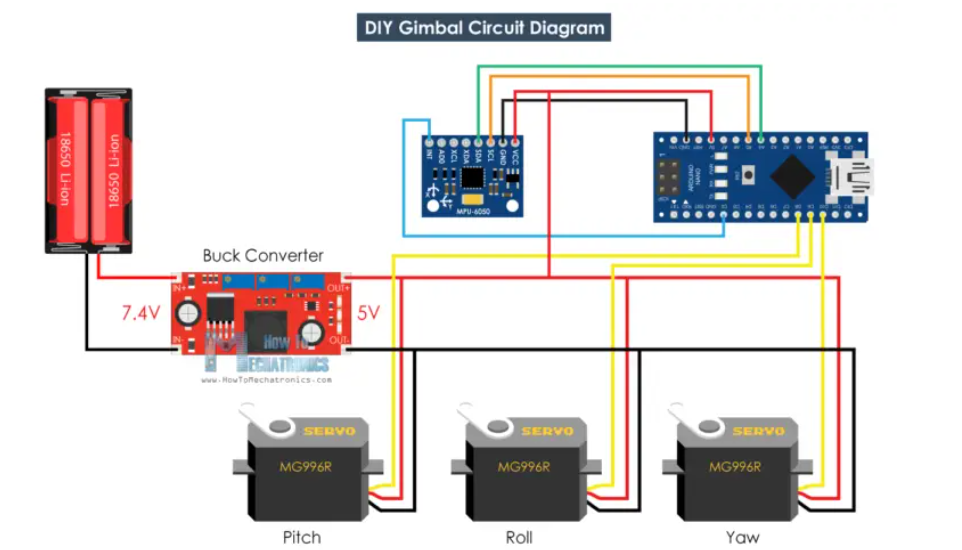 DIY Gimbal Circuit Diagram
18650 Li-ion
18650 Li-ion
INT
AD0
XCL
XDA
SDA
SCL
GND
VCC
MPU-6050
ARDUINO
NANO
Buck Converter
IN+
OUT+
7.4V
5V
IN-
OUT-
How To
MECHATRONICS
www.HowToMechatronics.com
SERVO
MG996R
SERVO
MG996R
SERVO
MG996R
Pitch
Roll
Yaw